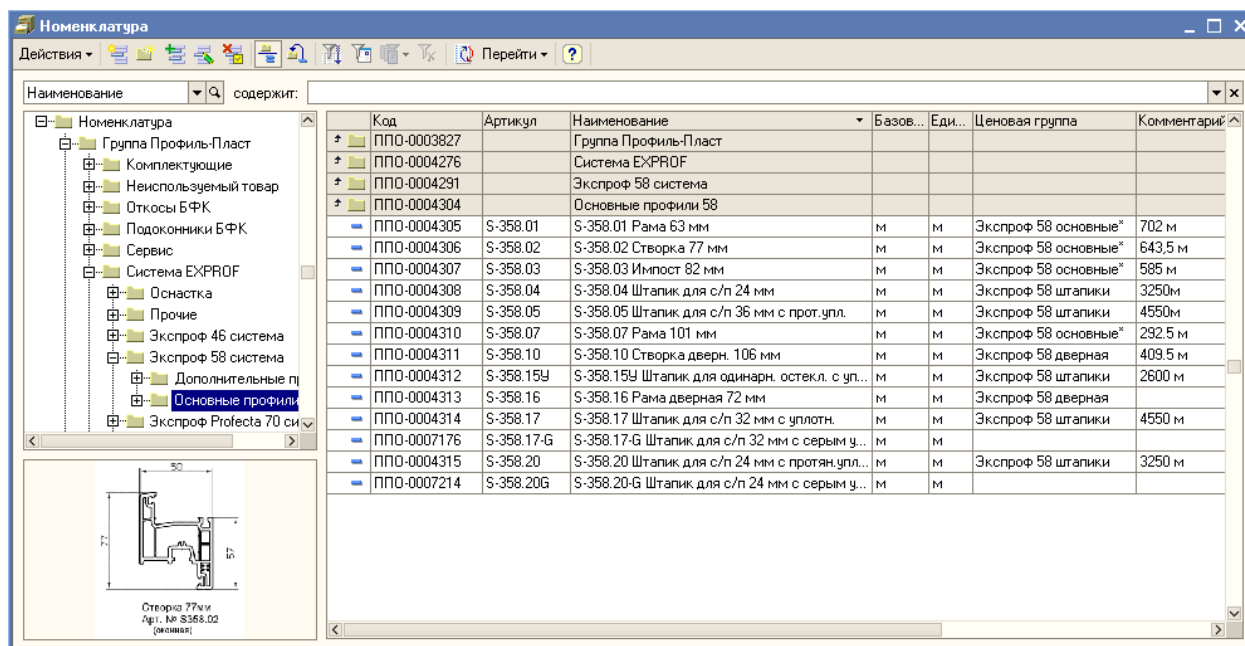 Номенклатура
Действия Перейти ?
Наименование содержит:
Номенклатура
Группа Профиль-Пласт
Комплектующие
Неиспользуемый товар
Откосы БФК
Подоконники БФК
Сервис
Система EXPROF
Оснастка
Прочие
Экспроф 46 система
Экспроф 58 система
Дополнительные п
Основные профили
Экспроф Profecta 70 си
50
77
57
Створка 77мм
Арт. № S358.02
(оконная)
Код Артикул Наименование Базов... Еди... Ценовая группа Комментарий
ППО-0003827 Группа Профиль-Пласт
ППО-0004276 Система EXPROF
ППО-0004291 Экспроф 58 система
ППО-0004304 Основные профили 58
ППО-0004305 S-358.01 S-358.01 Рама 63 мм м м Экспроф 58 основные* 702 м
ППО-0004306 S-358.02 S-358.02 Створка 77 мм м м Экспроф 58 основные* 643,5 м
ППО-0004307 S-358.03 S-358.03 Импост 82 мм м м Экспроф 58 основные* 585 м
ППО-0004308 S-358.04 S-358.04 Штапик для с/п 24 мм м м Экспроф 58 штапики 3250м
ППО-0004309 S-358.05 S-358.05 Штапик для с/п 36 мм с прот.упл. м м Экспроф 58 штапики 4550м
ППО-0004310 S-358.07 S-358.07 Рама 101 мм м м Экспроф 58 основные* 292.5 м
ППО-0004311 S-358.10 S-358.10 Створка дверн. 106 мм м м Экспроф 58 дверная 409.5 м
ППО-0004312 S-358.15У S-358.15У Штапик для одинарн. остекл. с уп... м м Экспроф 58 штапики 2600 м
ППО-0004313 S-358.16 S-358.16 Рама дверная 72 мм м м Экспроф 58 дверная
ППО-0004314 S-358.17 S-358.17 Штапик для с/п 32 мм с уплотн. м м Экспроф 58 штапики 4550 м
ППО-0007176 S-358.17-G S-358.17-G Штапик для с/п 32 мм с серым у... м м
ППО-0004315 S-358.20 S-358.20 Штапик для с/п 24 мм с протян.упл... м м Экспроф 58 штапики 3250 м
ППО-0007214 S-358.20G S-358.20-G Штапик для с/п 24 мм с серым у... м м